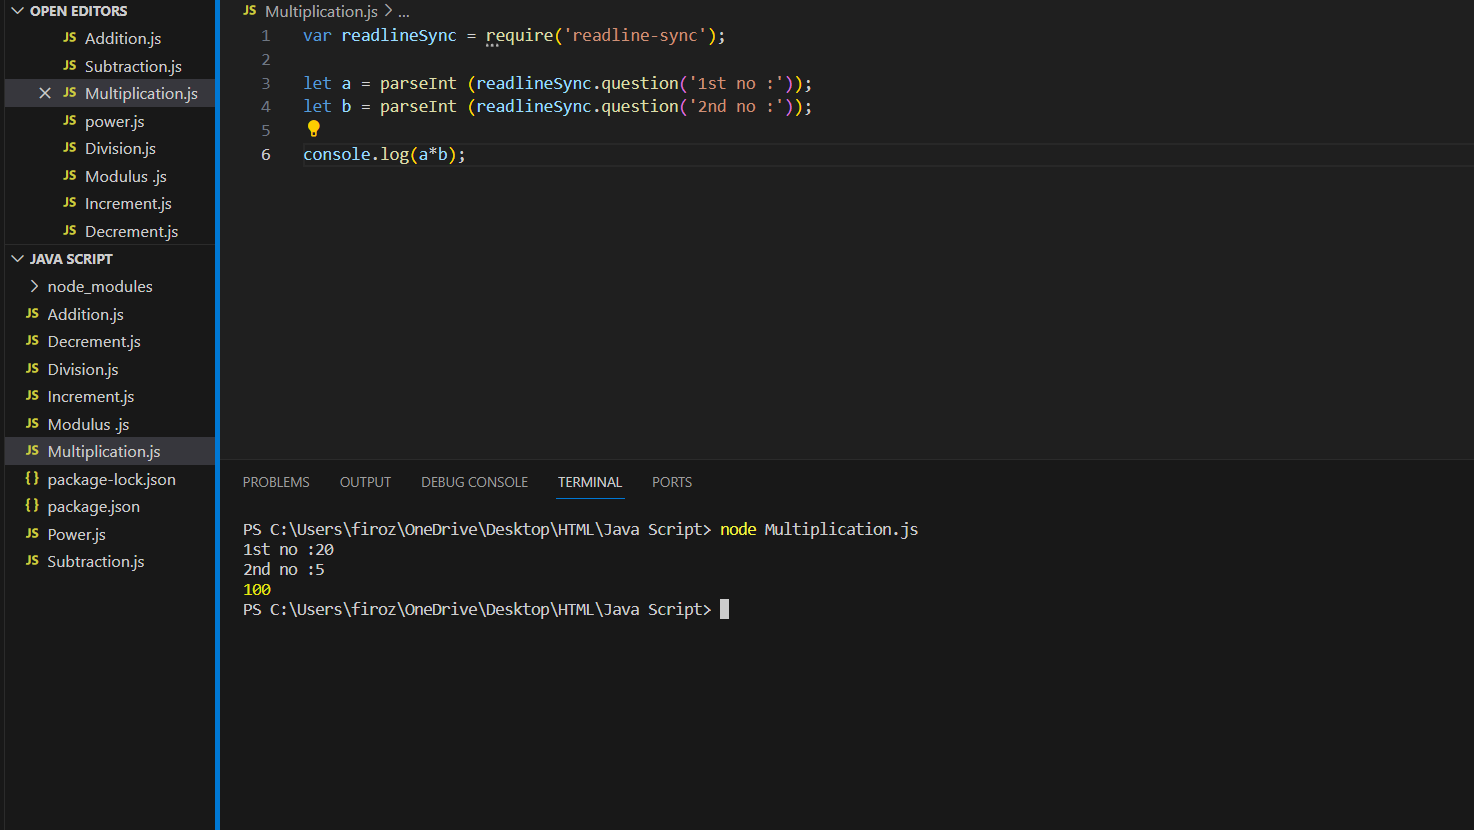 OPEN EDITORS
JS Addition.js
JS Subtraction.js
JS Multiplication.js
JS power.js
JS Division.js
JS Modulus .js
JS Increment.js
JS Decrement.js
JAVA SCRIPT
node_modules
JS Addition.js
JS Decrement.js
JS Division.js
JS Increment.js
JS Modulus .js
JS Multiplication.js
{} package-lock.json
{} package.json
JS Power.js
JS Subtraction.js
JS Multiplication.js > ...
1 var readlineSync = require('readline-sync');
2
3 let a = parseInt (readlineSync.question('1st no :'));
4 let b = parseInt (readlineSync.question('2nd no :'));
5
6 console.log(a*b);
PROBLEMS OUTPUT DEBUG CONSOLE TERMINAL PORTS
PS C:\Users\firoz\OneDrive\Desktop\HTML\Java Script> node Multiplication.js
1st no :20
2nd no :5
100
PS C:\Users\firoz\OneDrive\Desktop\HTML\Java Script>